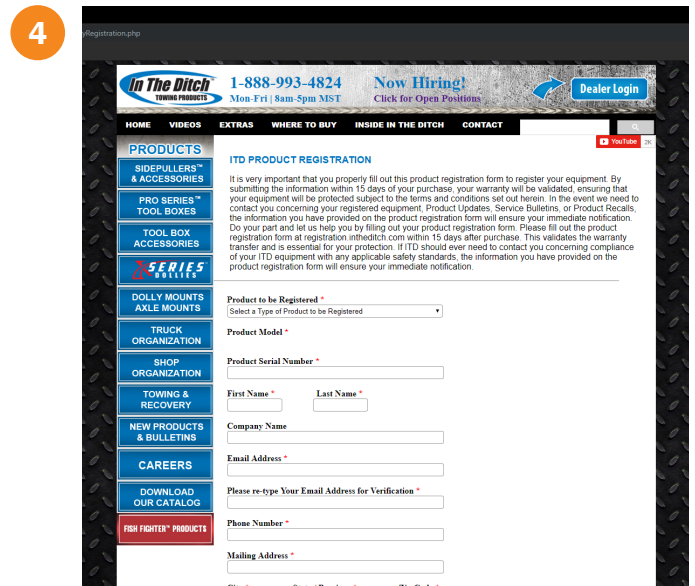 4
yRegistration.php
In The Ditch
TOWING PRODUCTS
1-888-993-4824
Mon-Fri | 8am-5pm MST
Now Hiring!
Click for Open Positions
Dealer Login
HOME VIDEOS EXTRAS WHERE TO BUY INSIDE IN THE DITCH CONTACT
YouTube 2K
PRODUCTS
SIDEPULLERS™
& ACCESSORIES
PRO SERIES™
TOOL BOXES
TOOL BOX
ACCESSORIES
X SERIES
DOLLIES
DOLLY MOUNTS
AXLE MOUNTS
TRUCK
ORGANIZATION
SHOP
ORGANIZATION
TOWING &
RECOVERY
NEW PRODUCTS
& BULLETINS
CAREERS
DOWNLOAD
OUR CATALOG
FISH FIGHTER™ PRODUCTS
ITD PRODUCT REGISTRATION
It is very important that you properly fill out this product registration form to register your equipment. By
submitting the information within 15 days of your purchase, your warranty will be validated, ensuring that
your equipment will be protected subject to the terms and conditions set out herein. In the event we need to
contact you concerning your registered equipment, Product Updates, Service Bulletins, or Product Recalls,
the information you have provided on the product registration form will ensure your immediate notification.
Do your part and let us help you by filling out your product registration form. Please fill out the product
registration form at registration.intheditch.com within 15 days after purchase. This validates the warranty
transfer and is essential for your protection. If ITD should ever need to contact you concerning compliance
of your ITD equipment with any applicable safety standards, the information you have provided on the
product registration form will ensure your immediate notification.
Product to be Registered *
Select a Type of Product to be Registered
Product Model *
Product Serial Number *
First Name * Last Name *
Company Name
Email Address *
Please re-type Your Email Address for Verification *
Phone Number *
Mailing Address *